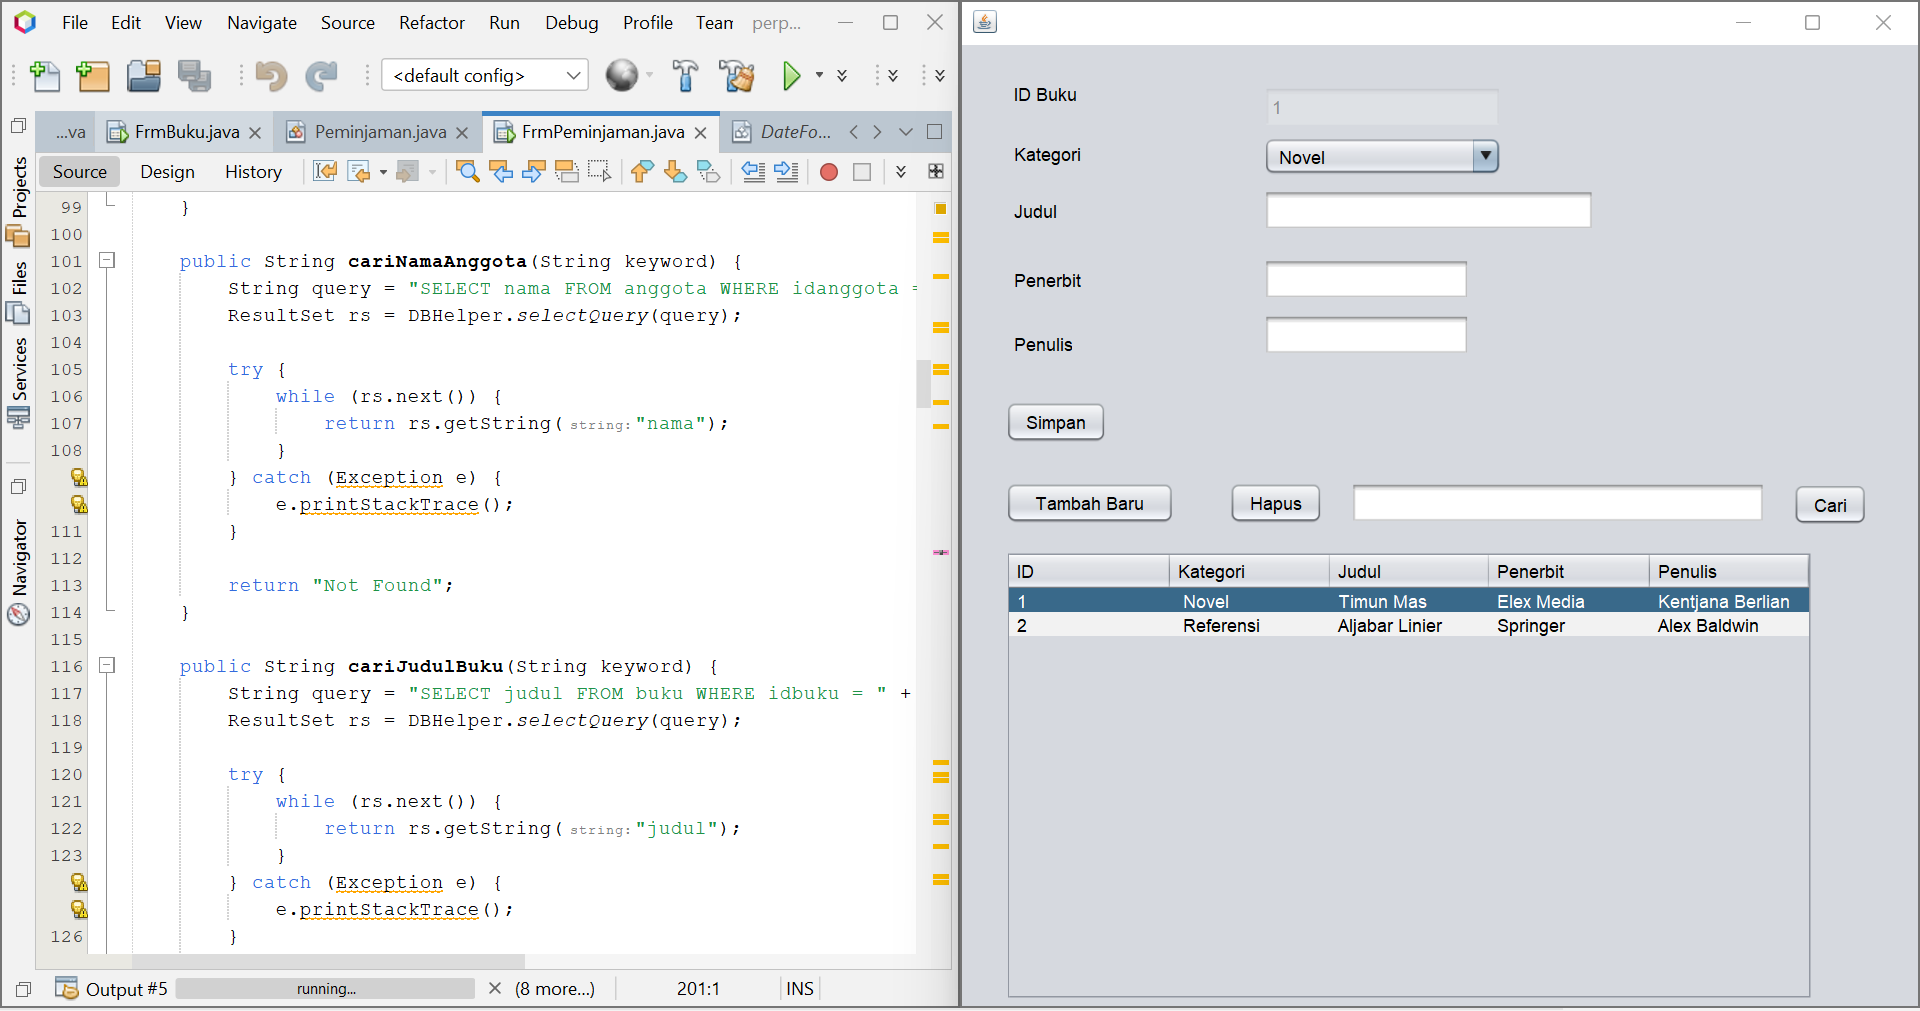 File Edit View Navigate Source Refactor Run Debug Profile Team perp...
<default config>
...va FrmBuku.java Peminjaman.java FrmPeminjaman.java DateFo...
Source Design History
Projects
Files
Services
Navigator
99 }
100
101 public String cariNamaAnggota(String keyword) {
102 String query = "SELECT nama FROM anggota WHERE idanggota =
103 ResultSet rs = DBHelper.selectQuery(query);
104
105 try {
106 while (rs.next()) {
107 return rs.getString(string:"nama");
108 }
} catch (Exception e) {
e.printStackTrace();
111 }
112
113 return "Not Found";
114 }
115
116 public String cariJudulBuku(String keyword) {
117 String query = "SELECT judul FROM buku WHERE idbuku = " +
118 ResultSet rs = DBHelper.selectQuery(query);
119
120 try {
121 while (rs.next()) {
122 return rs.getString(string:"judul");
123 }
} catch (Exception e) {
e.printStackTrace();
126 }
Output #5 running... (8 more...) 201:1 INS
ID Buku 1
Kategori Novel
Judul
Penerbit
Penulis
Simpan
Tambah Baru Hapus Cari
ID Kategori Judul Penerbit Penulis
1 Novel Timun Mas Elex Media Kentjana Berlian
2 Referensi Aljabar Linier Springer Alex Baldwin